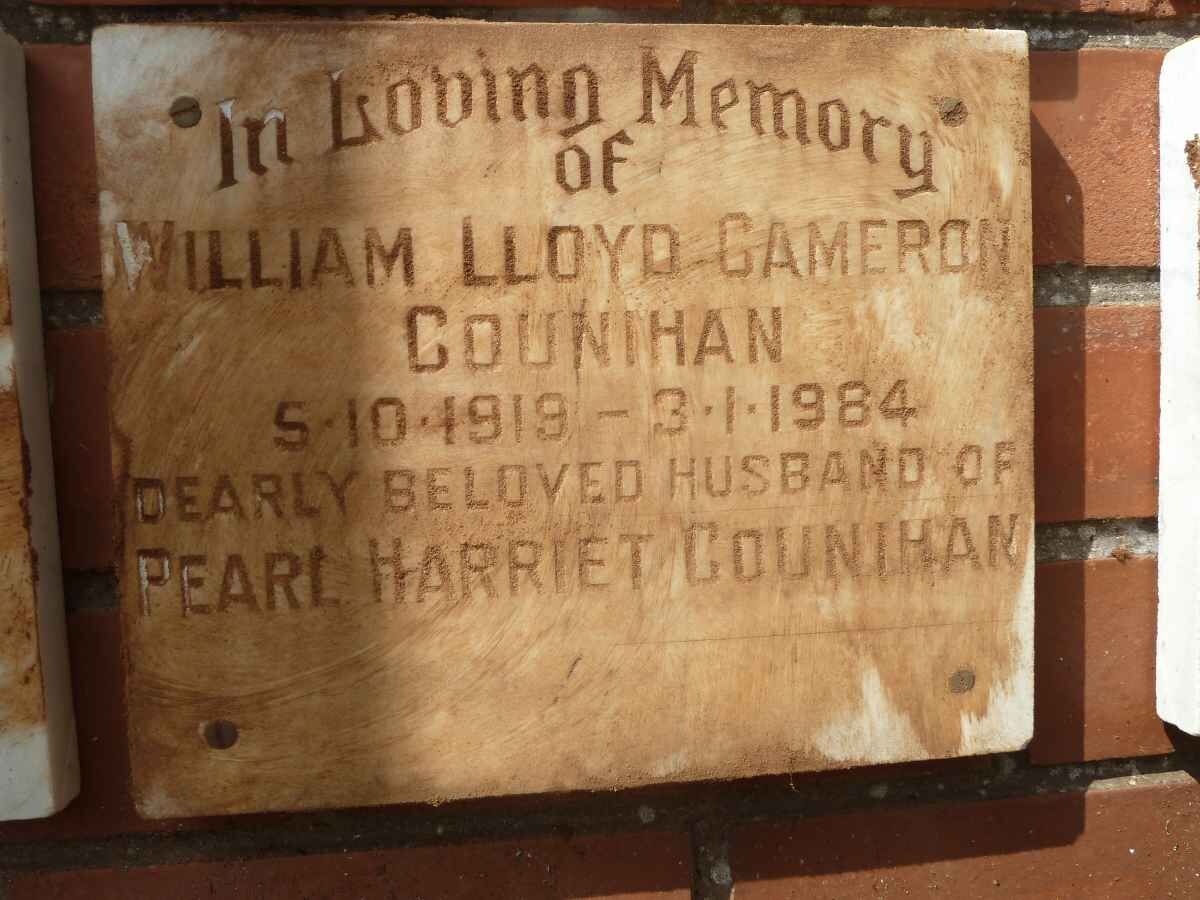 In Loving Memory
of
WILLIAM LLOYD CAMERON
COUNIHAN
5·10·1919 – 3·1·1984
DEARLY BELOVED HUSBAND OF
PEARL HARRIET COUNIHAN